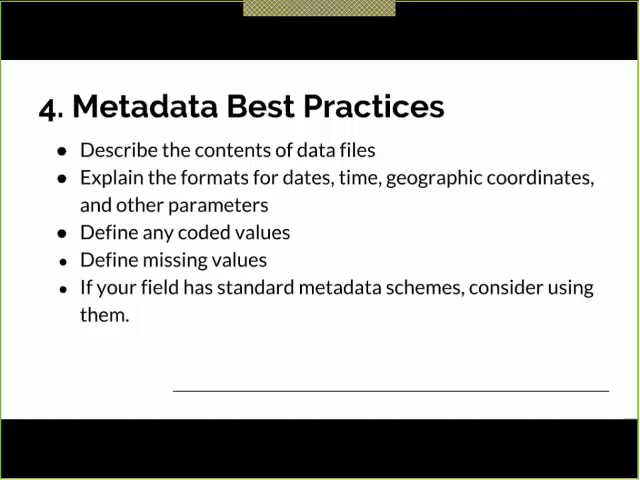 4. Metadata Best Practices
● Describe the contents of data files
● Explain the formats for dates, time, geographic coordinates,
and other parameters
● Define any coded values
● Define missing values
● If your field has standard metadata schemes, consider using
them.